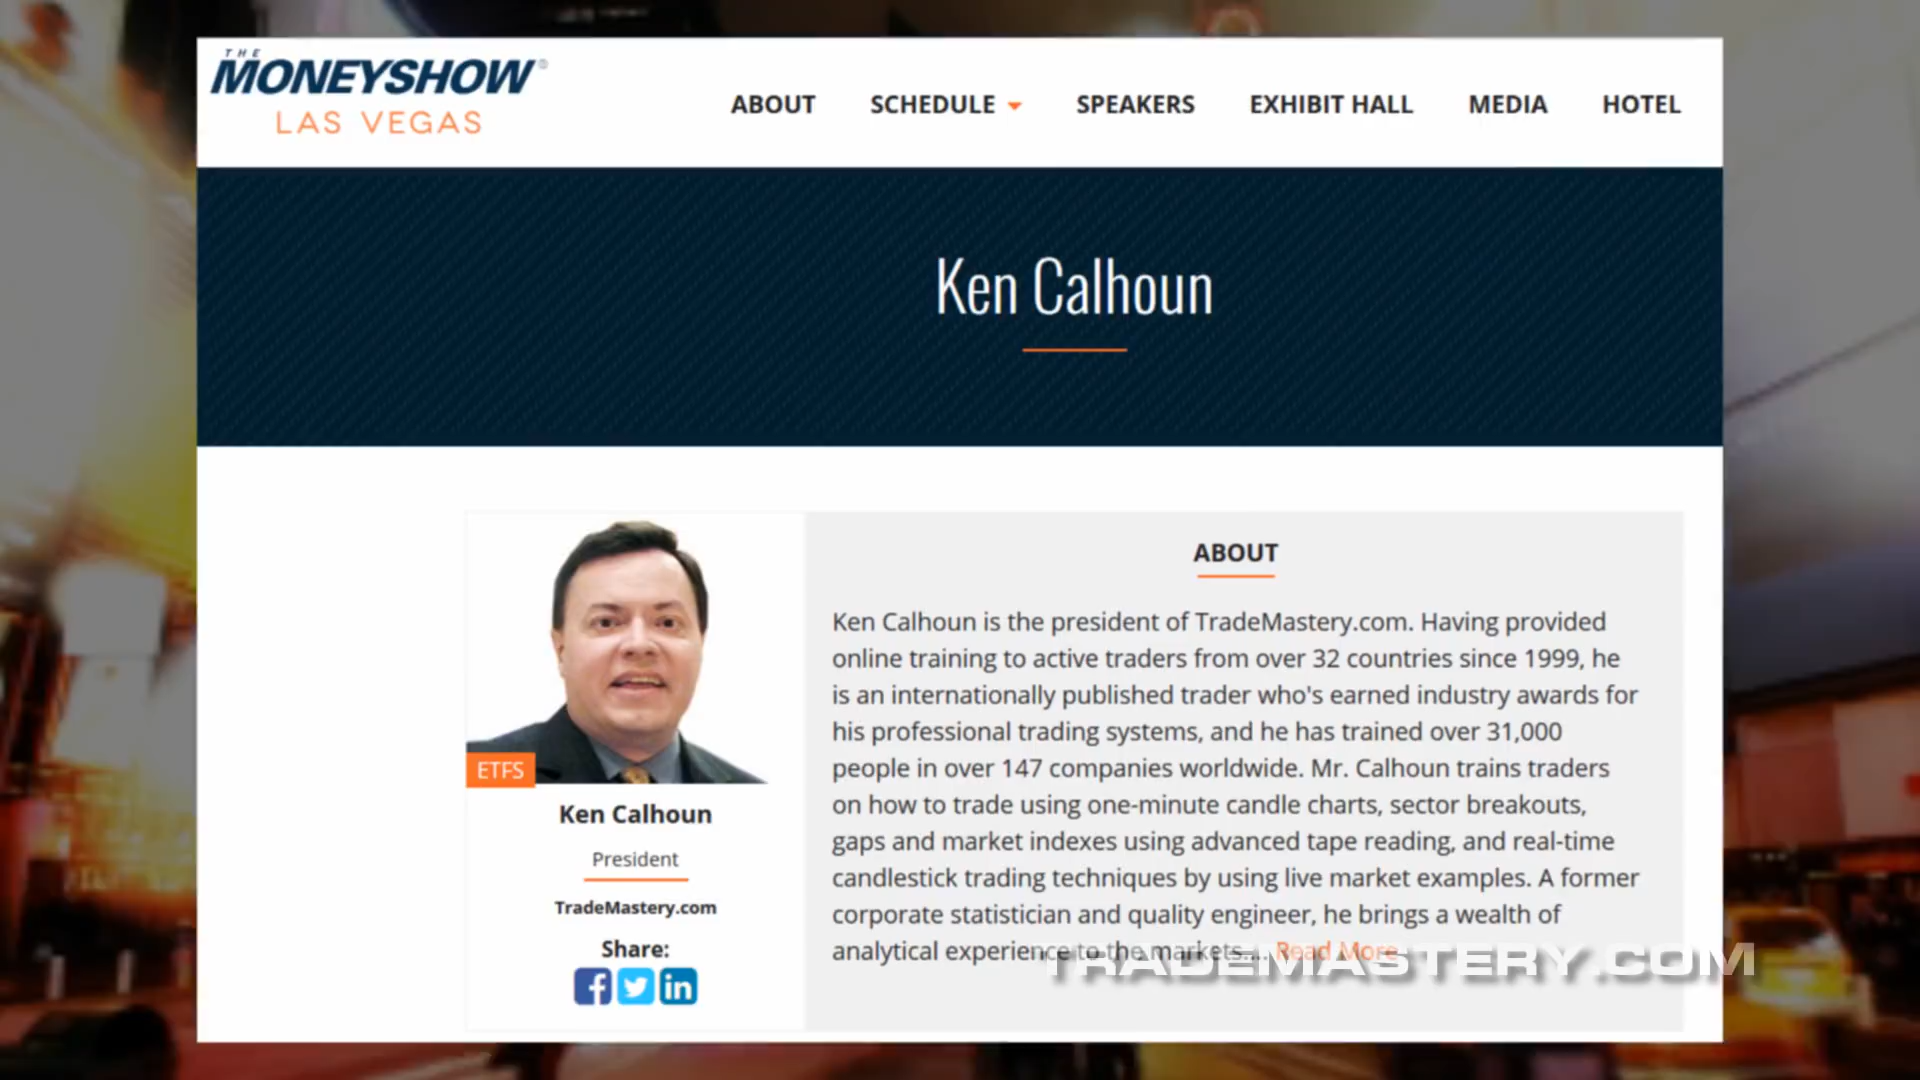 THE
MONEYSHOW®
LAS VEGAS
ABOUT
SCHEDULE
SPEAKERS
EXHIBIT HALL
MEDIA
HOTEL
Ken Calhoun
ETFS
Ken Calhoun
President
TradeMastery.com
Share:
ABOUT
Ken Calhoun is the president of TradeMastery.com. Having provided
online training to active traders from over 32 countries since 1999, he
is an internationally published trader who's earned industry awards for
his professional trading systems, and he has trained over 31,000
people in over 147 companies worldwide. Mr. Calhoun trains traders
on how to trade using one-minute candle charts, sector breakouts,
gaps and market indexes using advanced tape reading, and real-time
candlestick trading techniques by using live market examples. A former
corporate statistician and quality engineer, he brings a wealth of
analytical experience to the markets.... Read More
TRADEMASTERY.COM